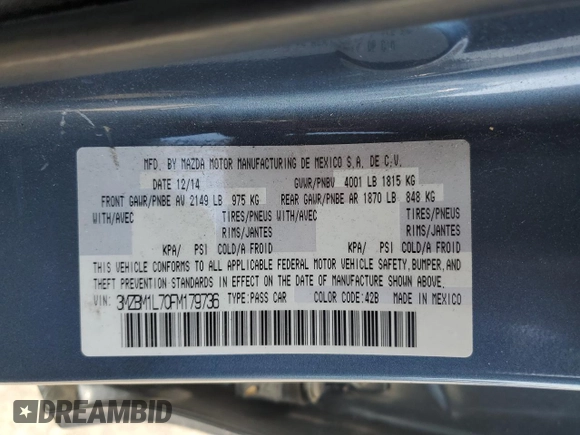 MFD. BY MAZDA MOTOR MANUFACTURING DE MEXICO S.A. DE C.V.
DATE 12/14 GVWR/PNBV 4001 LB 1815 KG
FRONT GAWR/PNBE AV 2149 LB 975 KG REAR GAWR/PNBE AR 1870 LB 848 KG
WITH/AVEC TIRES/PNEUS WITH/AVEC TIRES/PNEUS
RIMS/JANTES RIMS/JANTES
KPA/ PSI COLD/A FROID KPA/ PSI COLD/A FROID
THIS VEHICLE CONFORMS TO ALL APPLICABLE FEDERAL MOTOR VEHICLE SAFETY, BUMPER, AND
THEFT PREVENTION STANDARDS IN EFFECT ON THE DATE OF MANUFACTURE SHOWN ABOVE.
VIN: 3MZBM1L70FM179736 TYPE:PASS CAR COLOR CODE:42B MADE IN MEXICO
DREAMBID